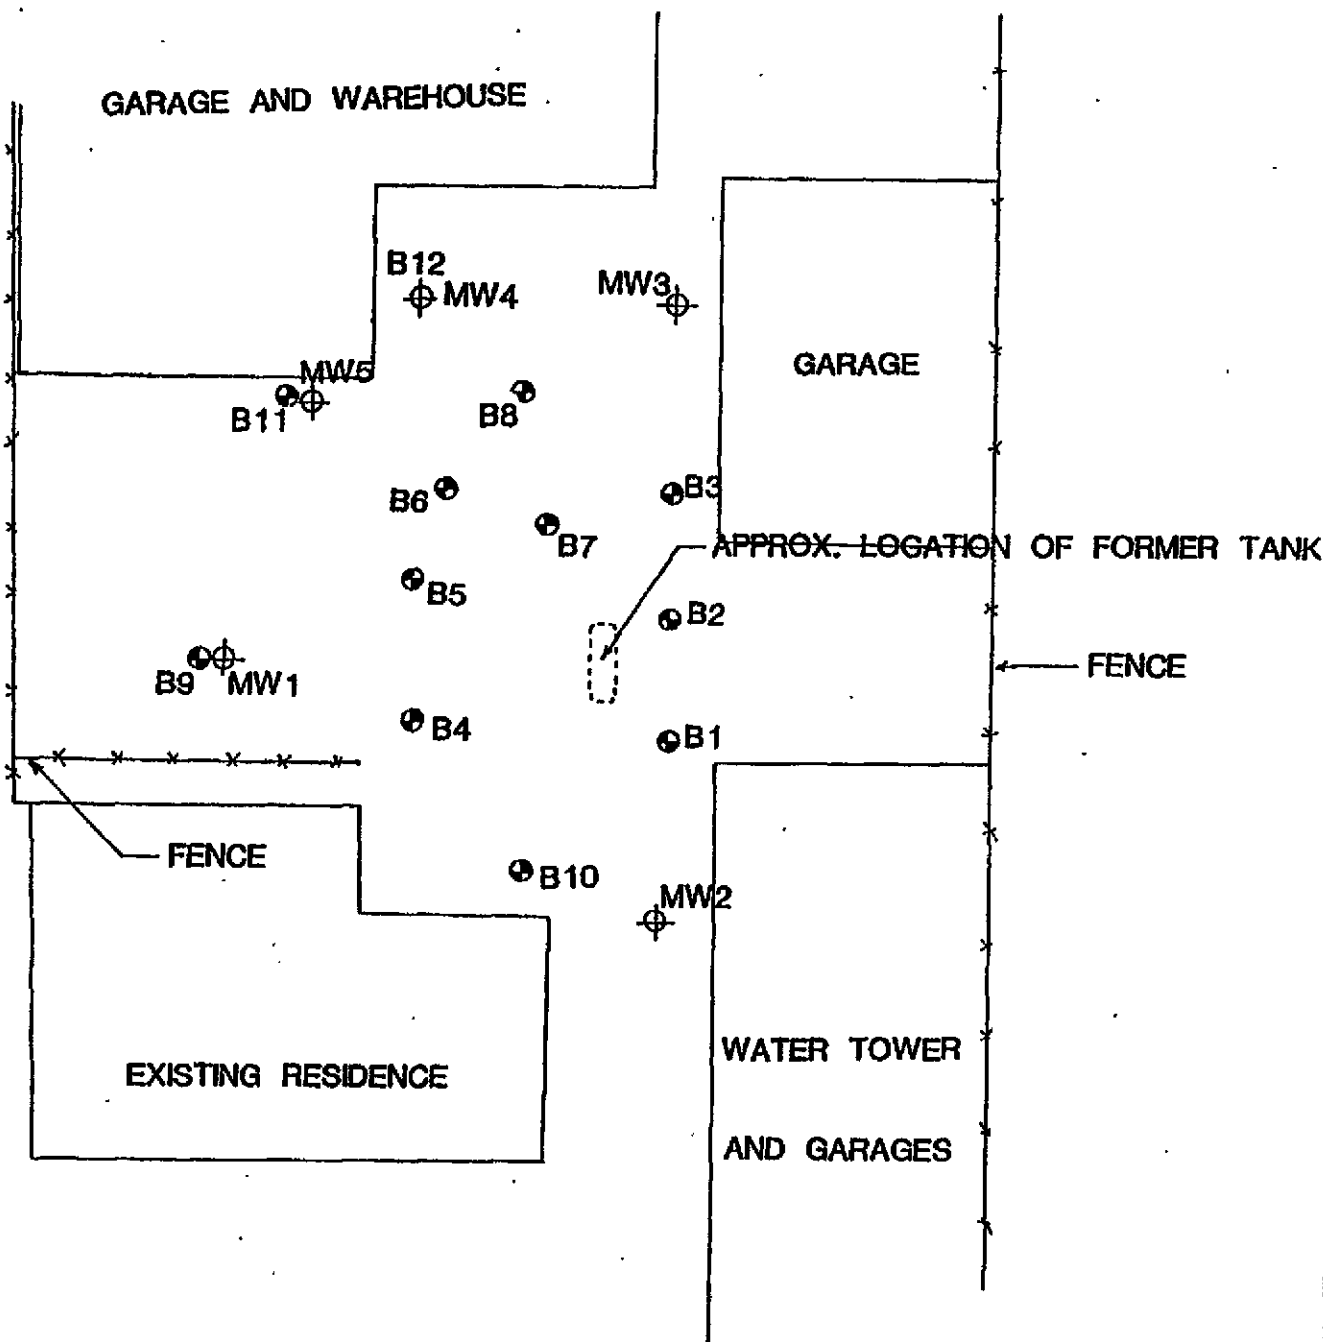 GARAGE AND WAREHOUSE
B12
MW4
MW3
GARAGE
MW5
B11
B8
B6
B3
B7
APPROX. LOCATION OF FORMER TANK
B5
B2
FENCE
B9
MW1
B4
B1
FENCE
B10
MW2
WATER TOWER
AND GARAGES
EXISTING RESIDENCE